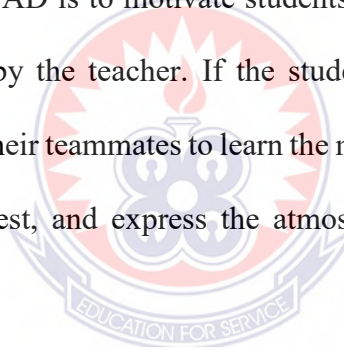 AD is to motivate students
by the teacher. If the stude
heir teammates to learn the
est, and express the atmos
EDUCATION FOR SERVICE